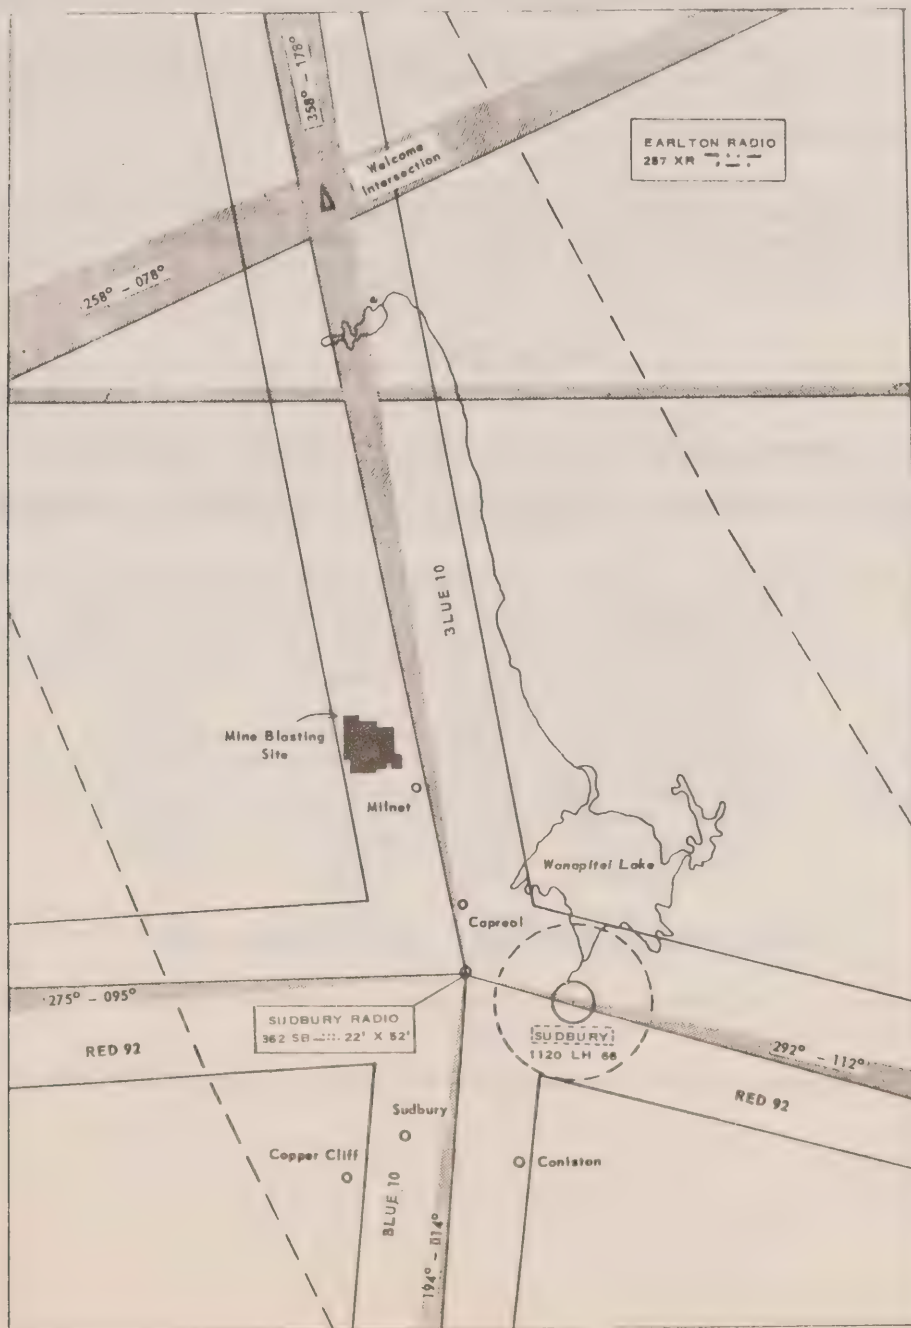 358° - 178°
Welcome
Intersection
EARLTON RADIO
287 XR
258° - 078°
BLUE 10
Mine Blasting
Site
Milnet
Wanapitei Lake
Capreol
275° - 095°
SUDBURY RADIO
362 SB 22' X 52'
RED 92
SUDBURY
1120 LH 66
292° - 112°
RED 92
Sudbury
Copper Cliff
Coniston
BLUE 10
194° - 014°